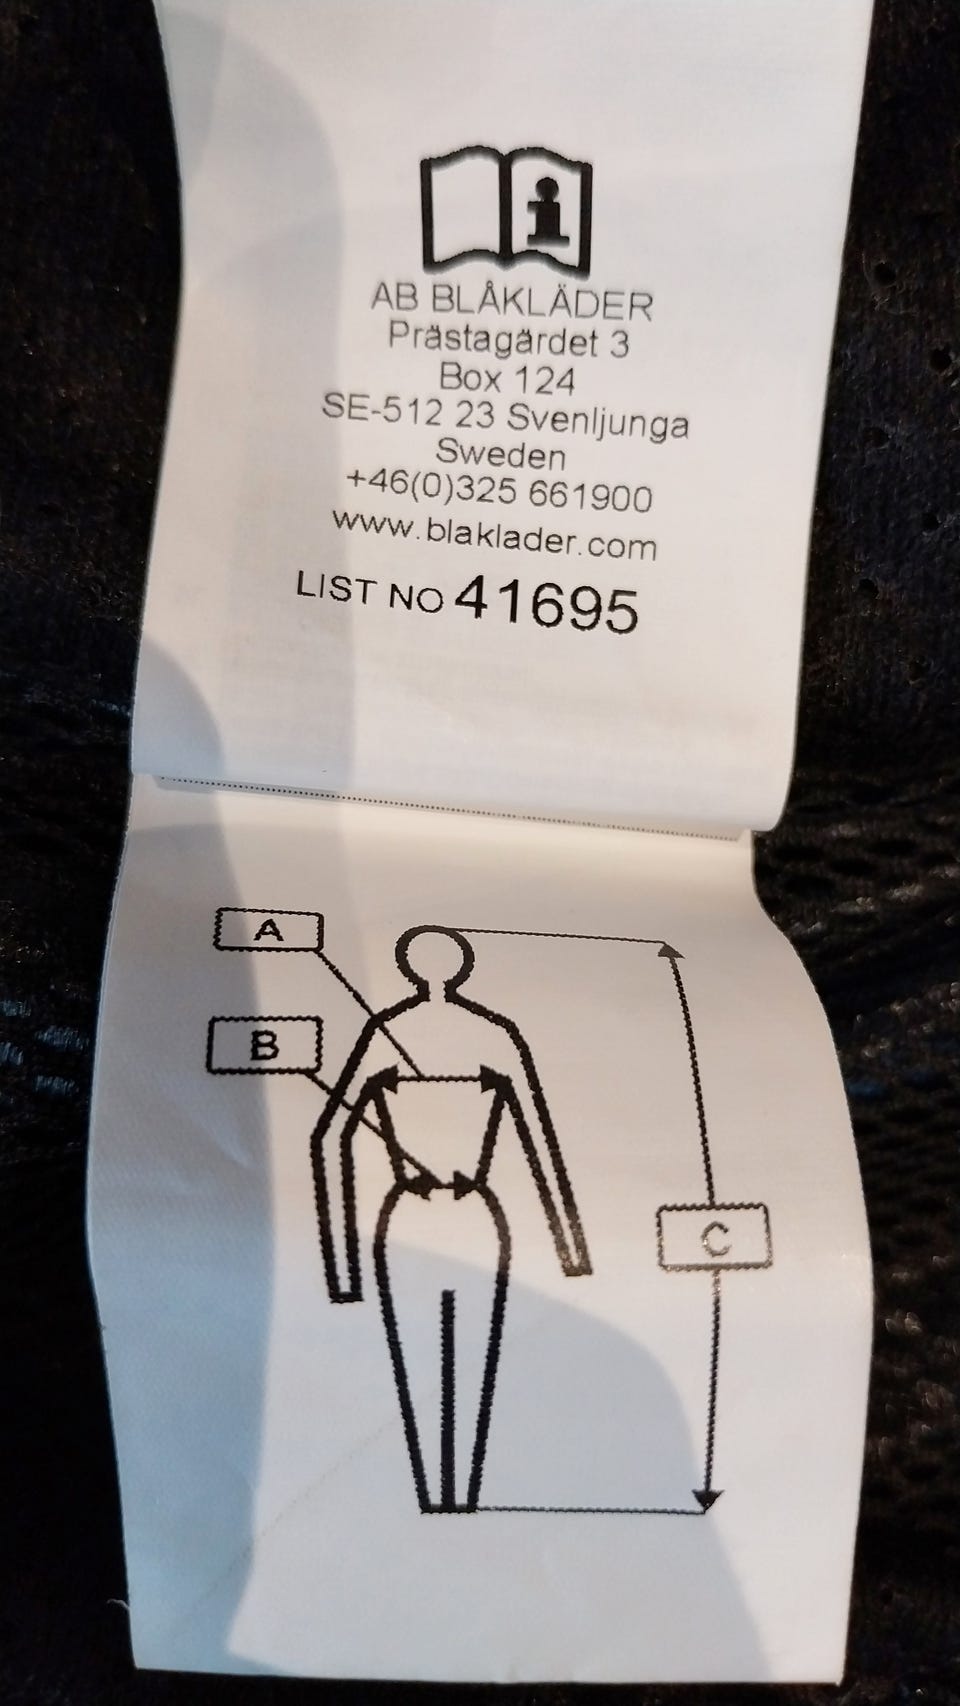 AB BLÅKLÄDER
Prästagärdet 3
Box 124
SE-512 23 Svenljunga
Sweden
+46(0)325 661900
www.blaklader.com
LIST NO 41695
A
B
C